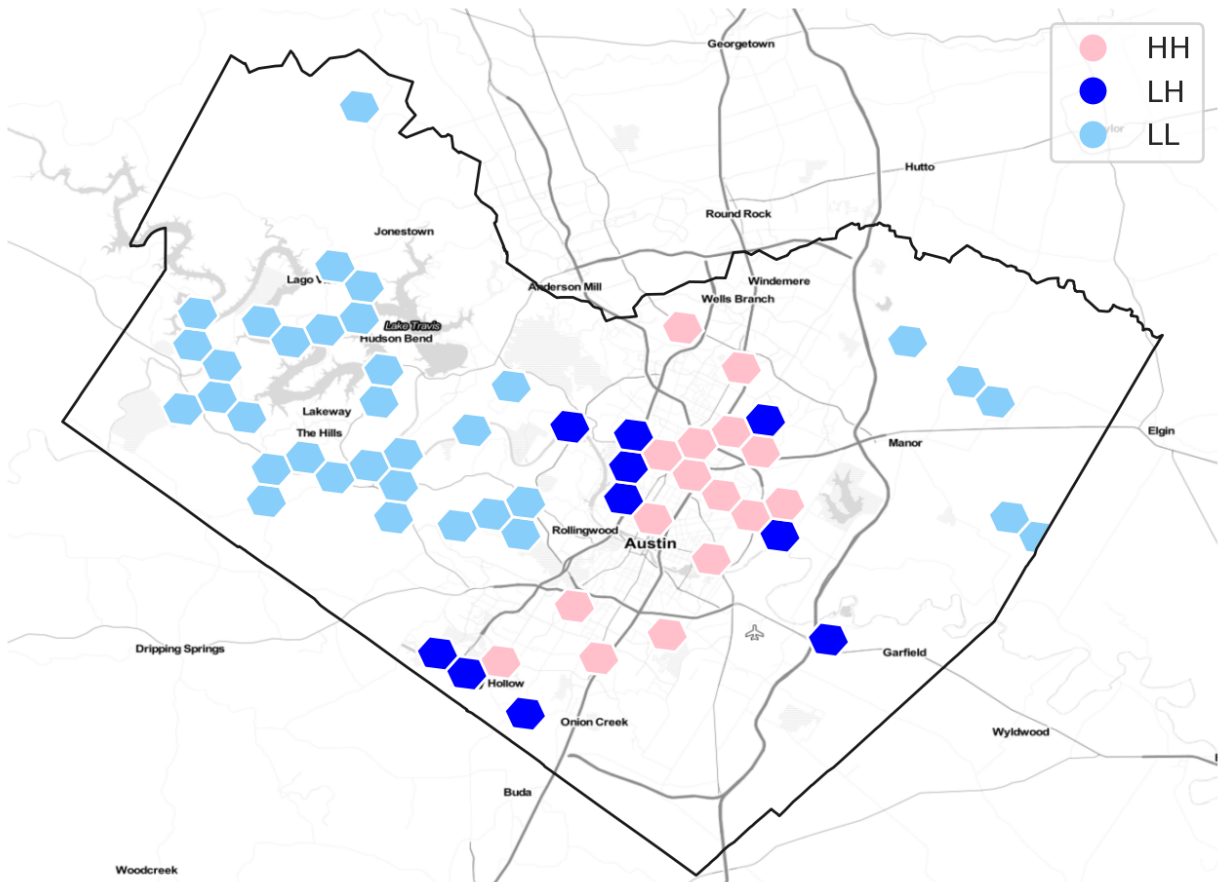 Georgetown
HH
LH
LL
Hutto
Round Rock
Jonestown
Lago V
Anderson Mill
Windemere
Wells Branch
Lake Travis
Hudson Bend
Lakeway
The Hills
Manor
Elgin
Rollingwood
Austin
Dripping Springs
Garfield
Hollow
Onion Creek
Wyldwood
Buda
Woodcreek